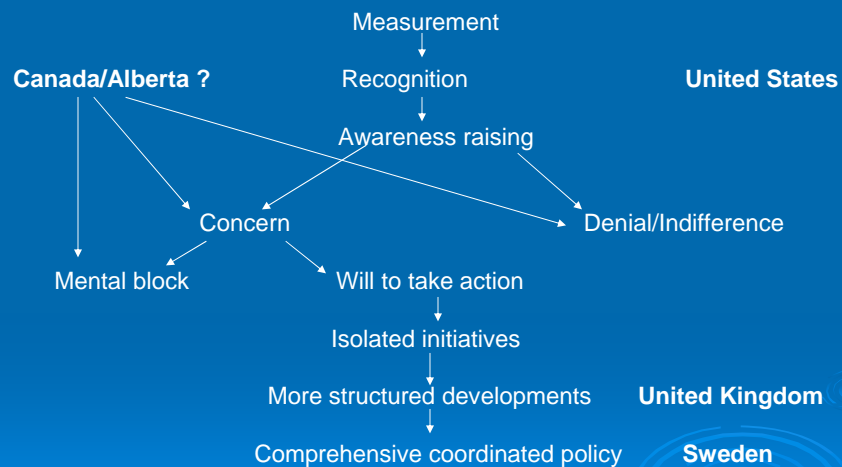 Measurement
Canada/Alberta ?
Recognition
United States
Awareness raising
Concern
Denial/Indifference
Mental block
Will to take action
Isolated initiatives
More structured developments
United Kingdom
Comprehensive coordinated policy
Sweden